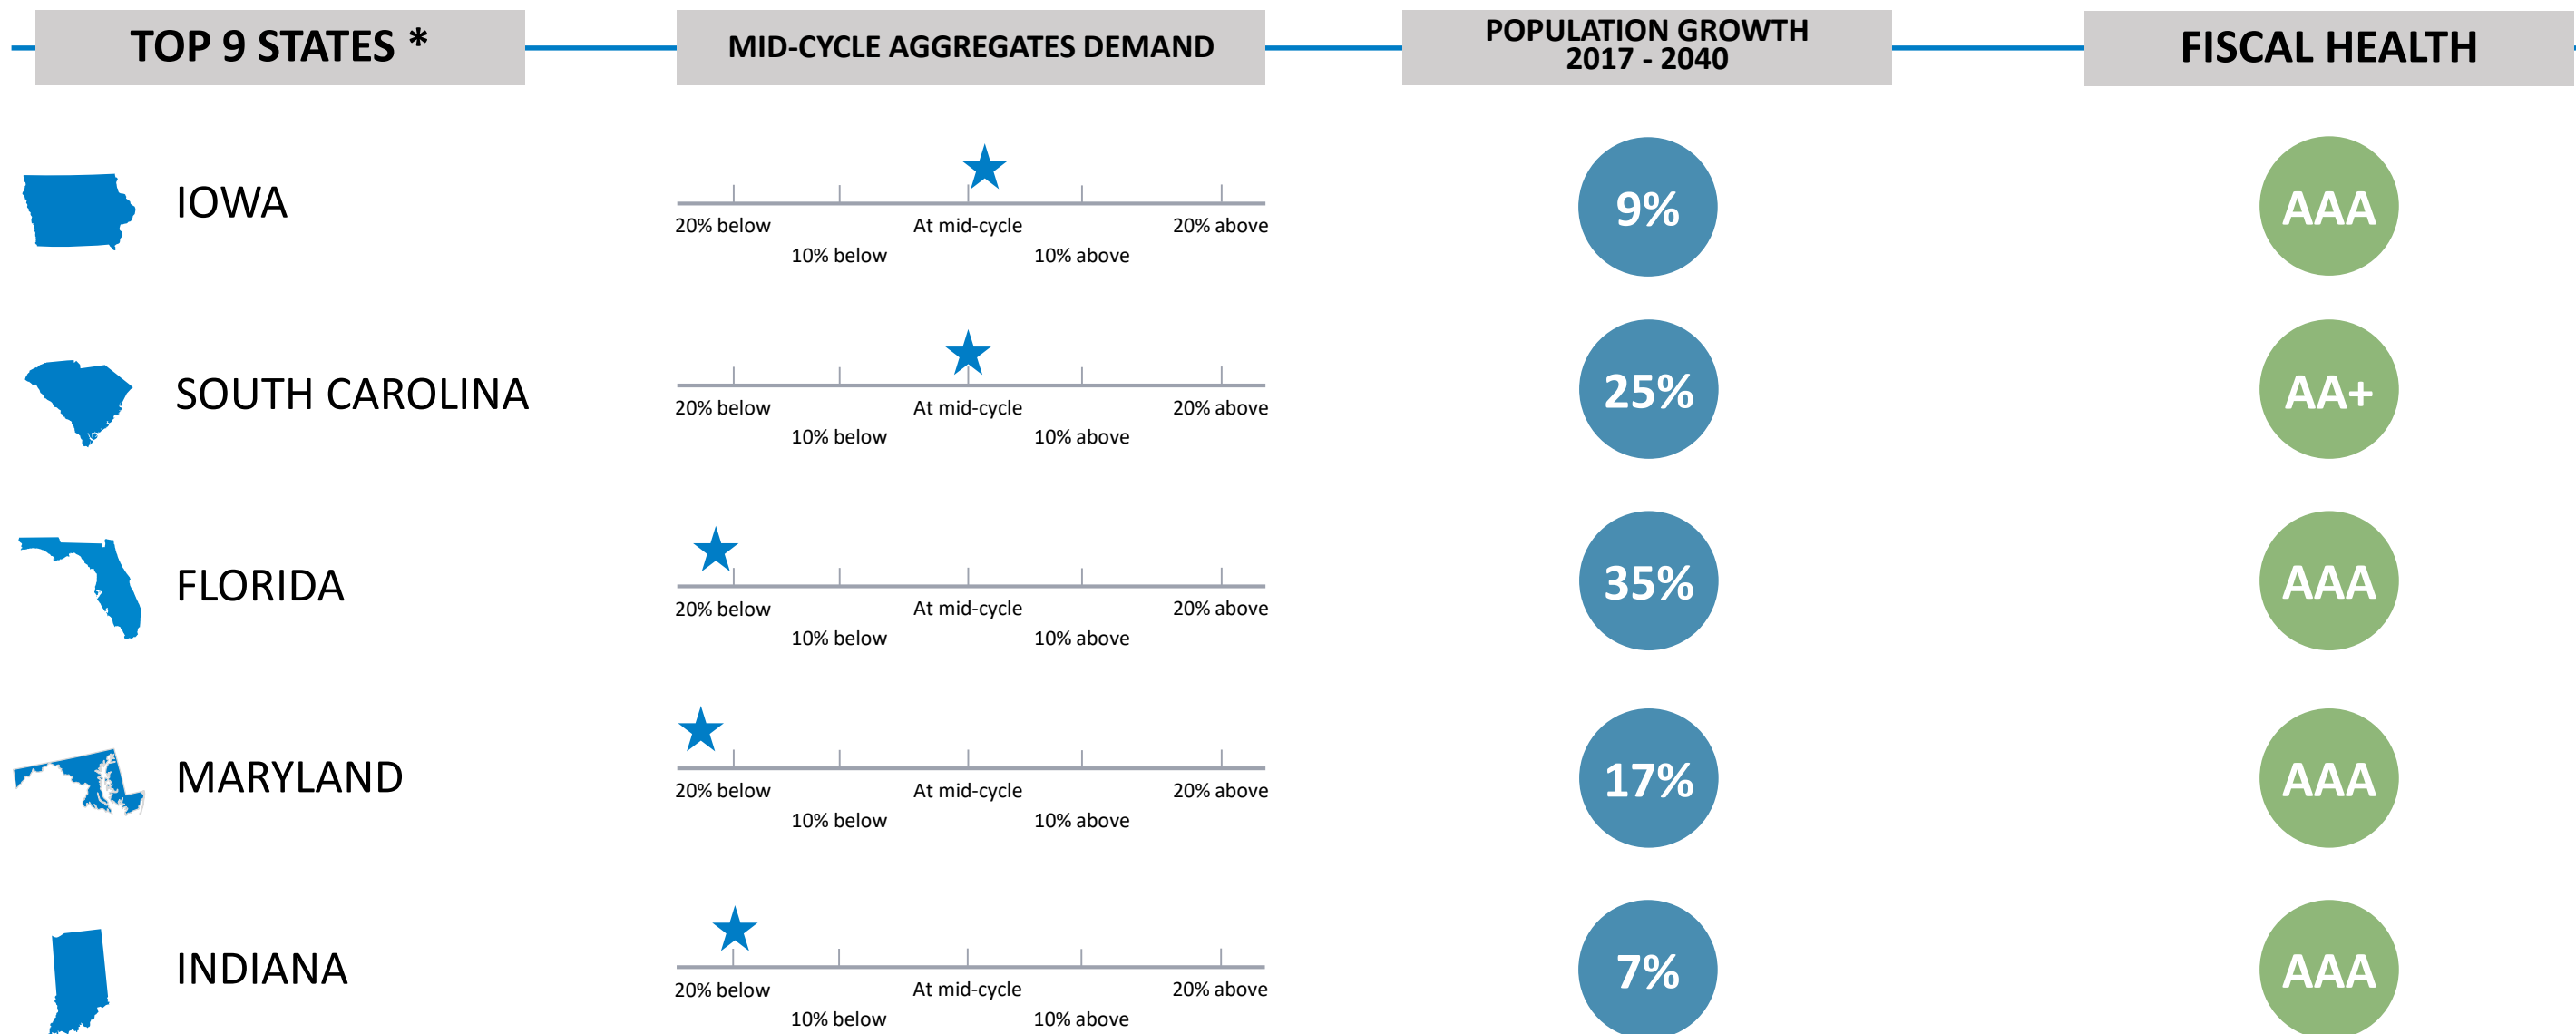 TOP 9 STATES *
MID-CYCLE AGGREGATES DEMAND
POPULATION GROWTH
2017 - 2040
FISCAL HEALTH
IOWA
20% below
At mid-cycle
20% above
10% below
10% above
9%
AAA
SOUTH CAROLINA
20% below
At mid-cycle
20% above
10% below
10% above
25%
AA+
FLORIDA
20% below
At mid-cycle
20% above
10% below
10% above
35%
AAA
MARYLAND
20% below
At mid-cycle
20% above
10% below
10% above
17%
AAA
INDIANA
20% below
At mid-cycle
20% above
10% below
10% above
7%
AAA